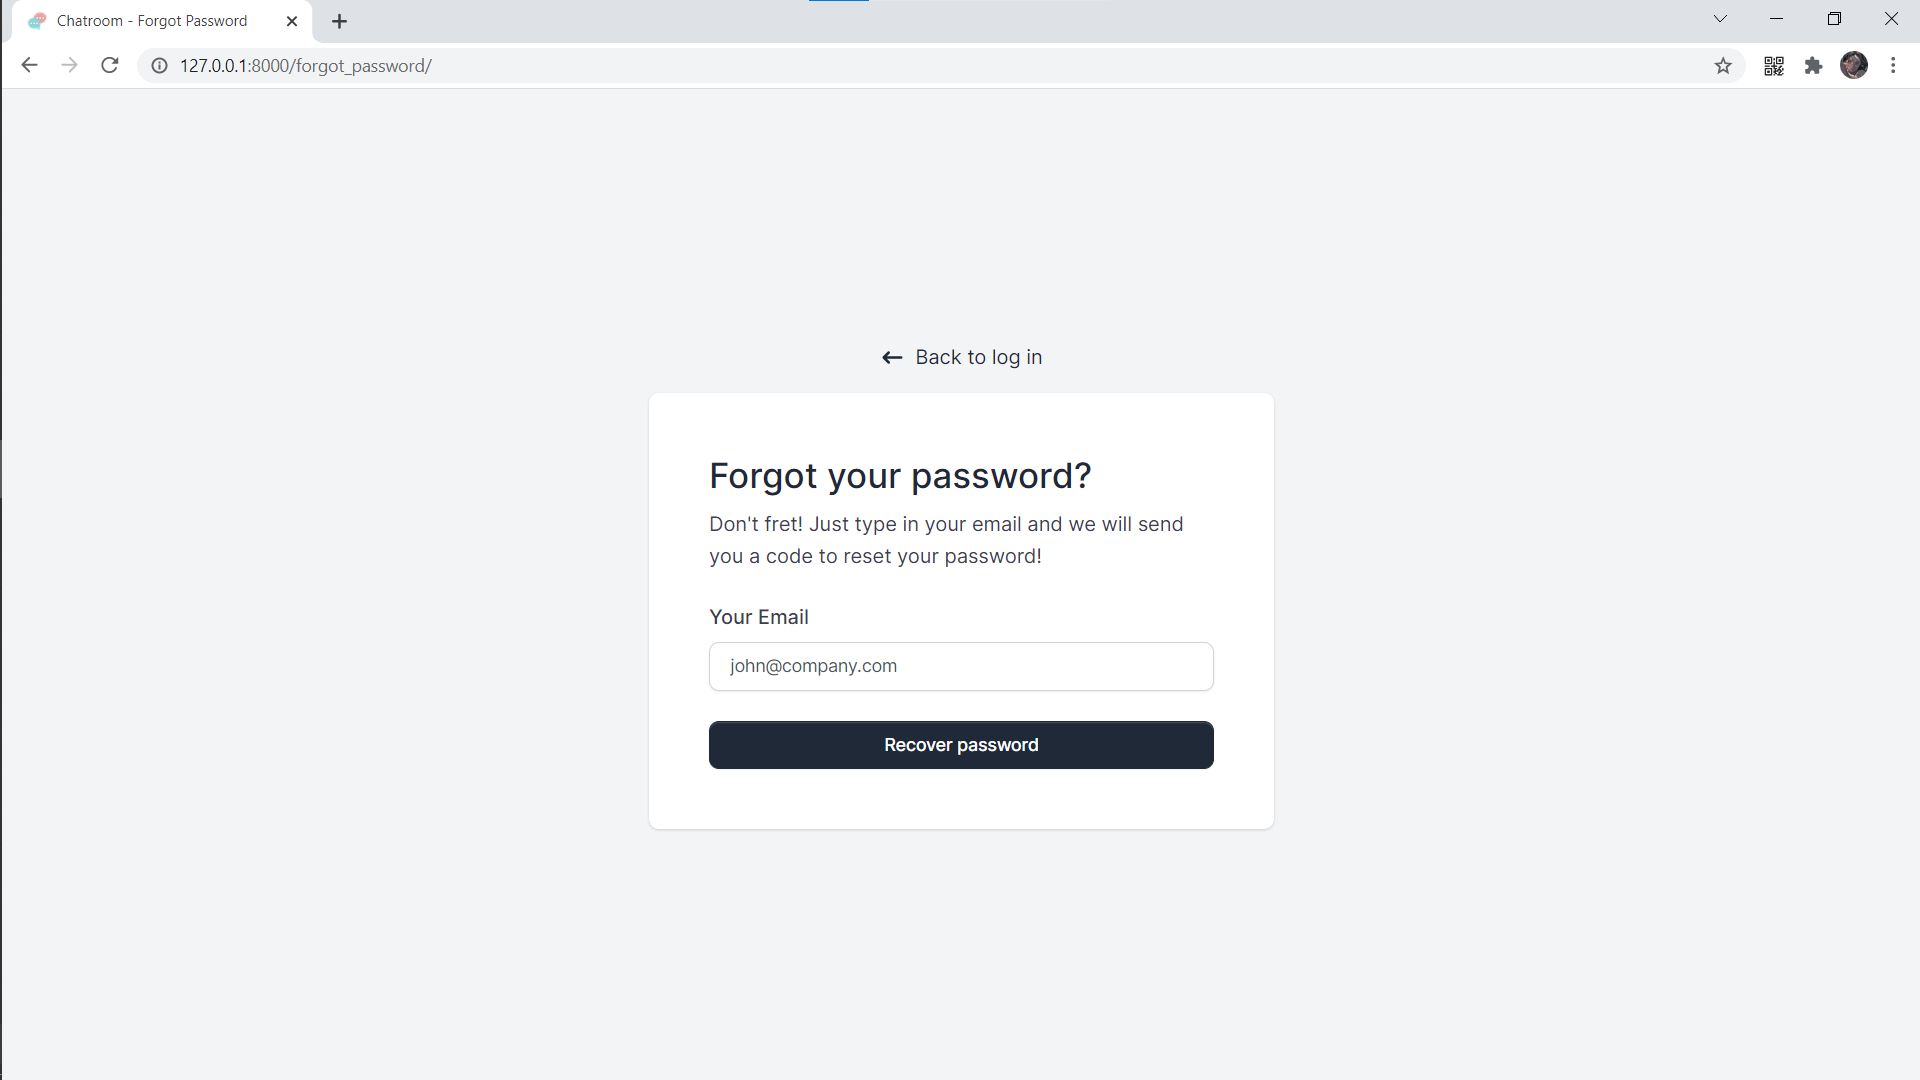 Chatroom - Forgot Password
127.0.0.1:8000/forgot_password/
Back to log in
Forgot your password?
Don't fret! Just type in your email and we will send
you a code to reset your password!
Your Email
john@company.com
Recover password